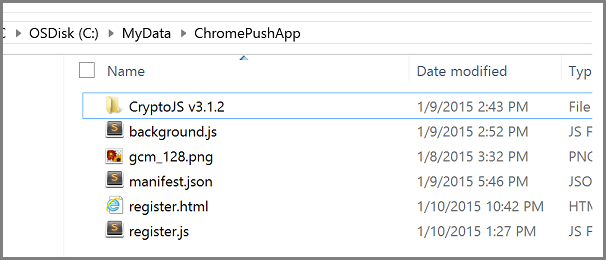 OSDisk (C:) MyData ChromePushApp
Name Date modified Ty
CryptoJS v3.1.2 1/9/2015 2:43 PM File
background.js 1/9/2015 2:52 PM JS F
gcm_128.png 1/8/2015 3:32 PM PNG
manifest.json 1/9/2015 5:46 PM JSO
register.html 1/10/2015 10:42 PM HTM
register.js 1/10/2015 1:27 PM JS F